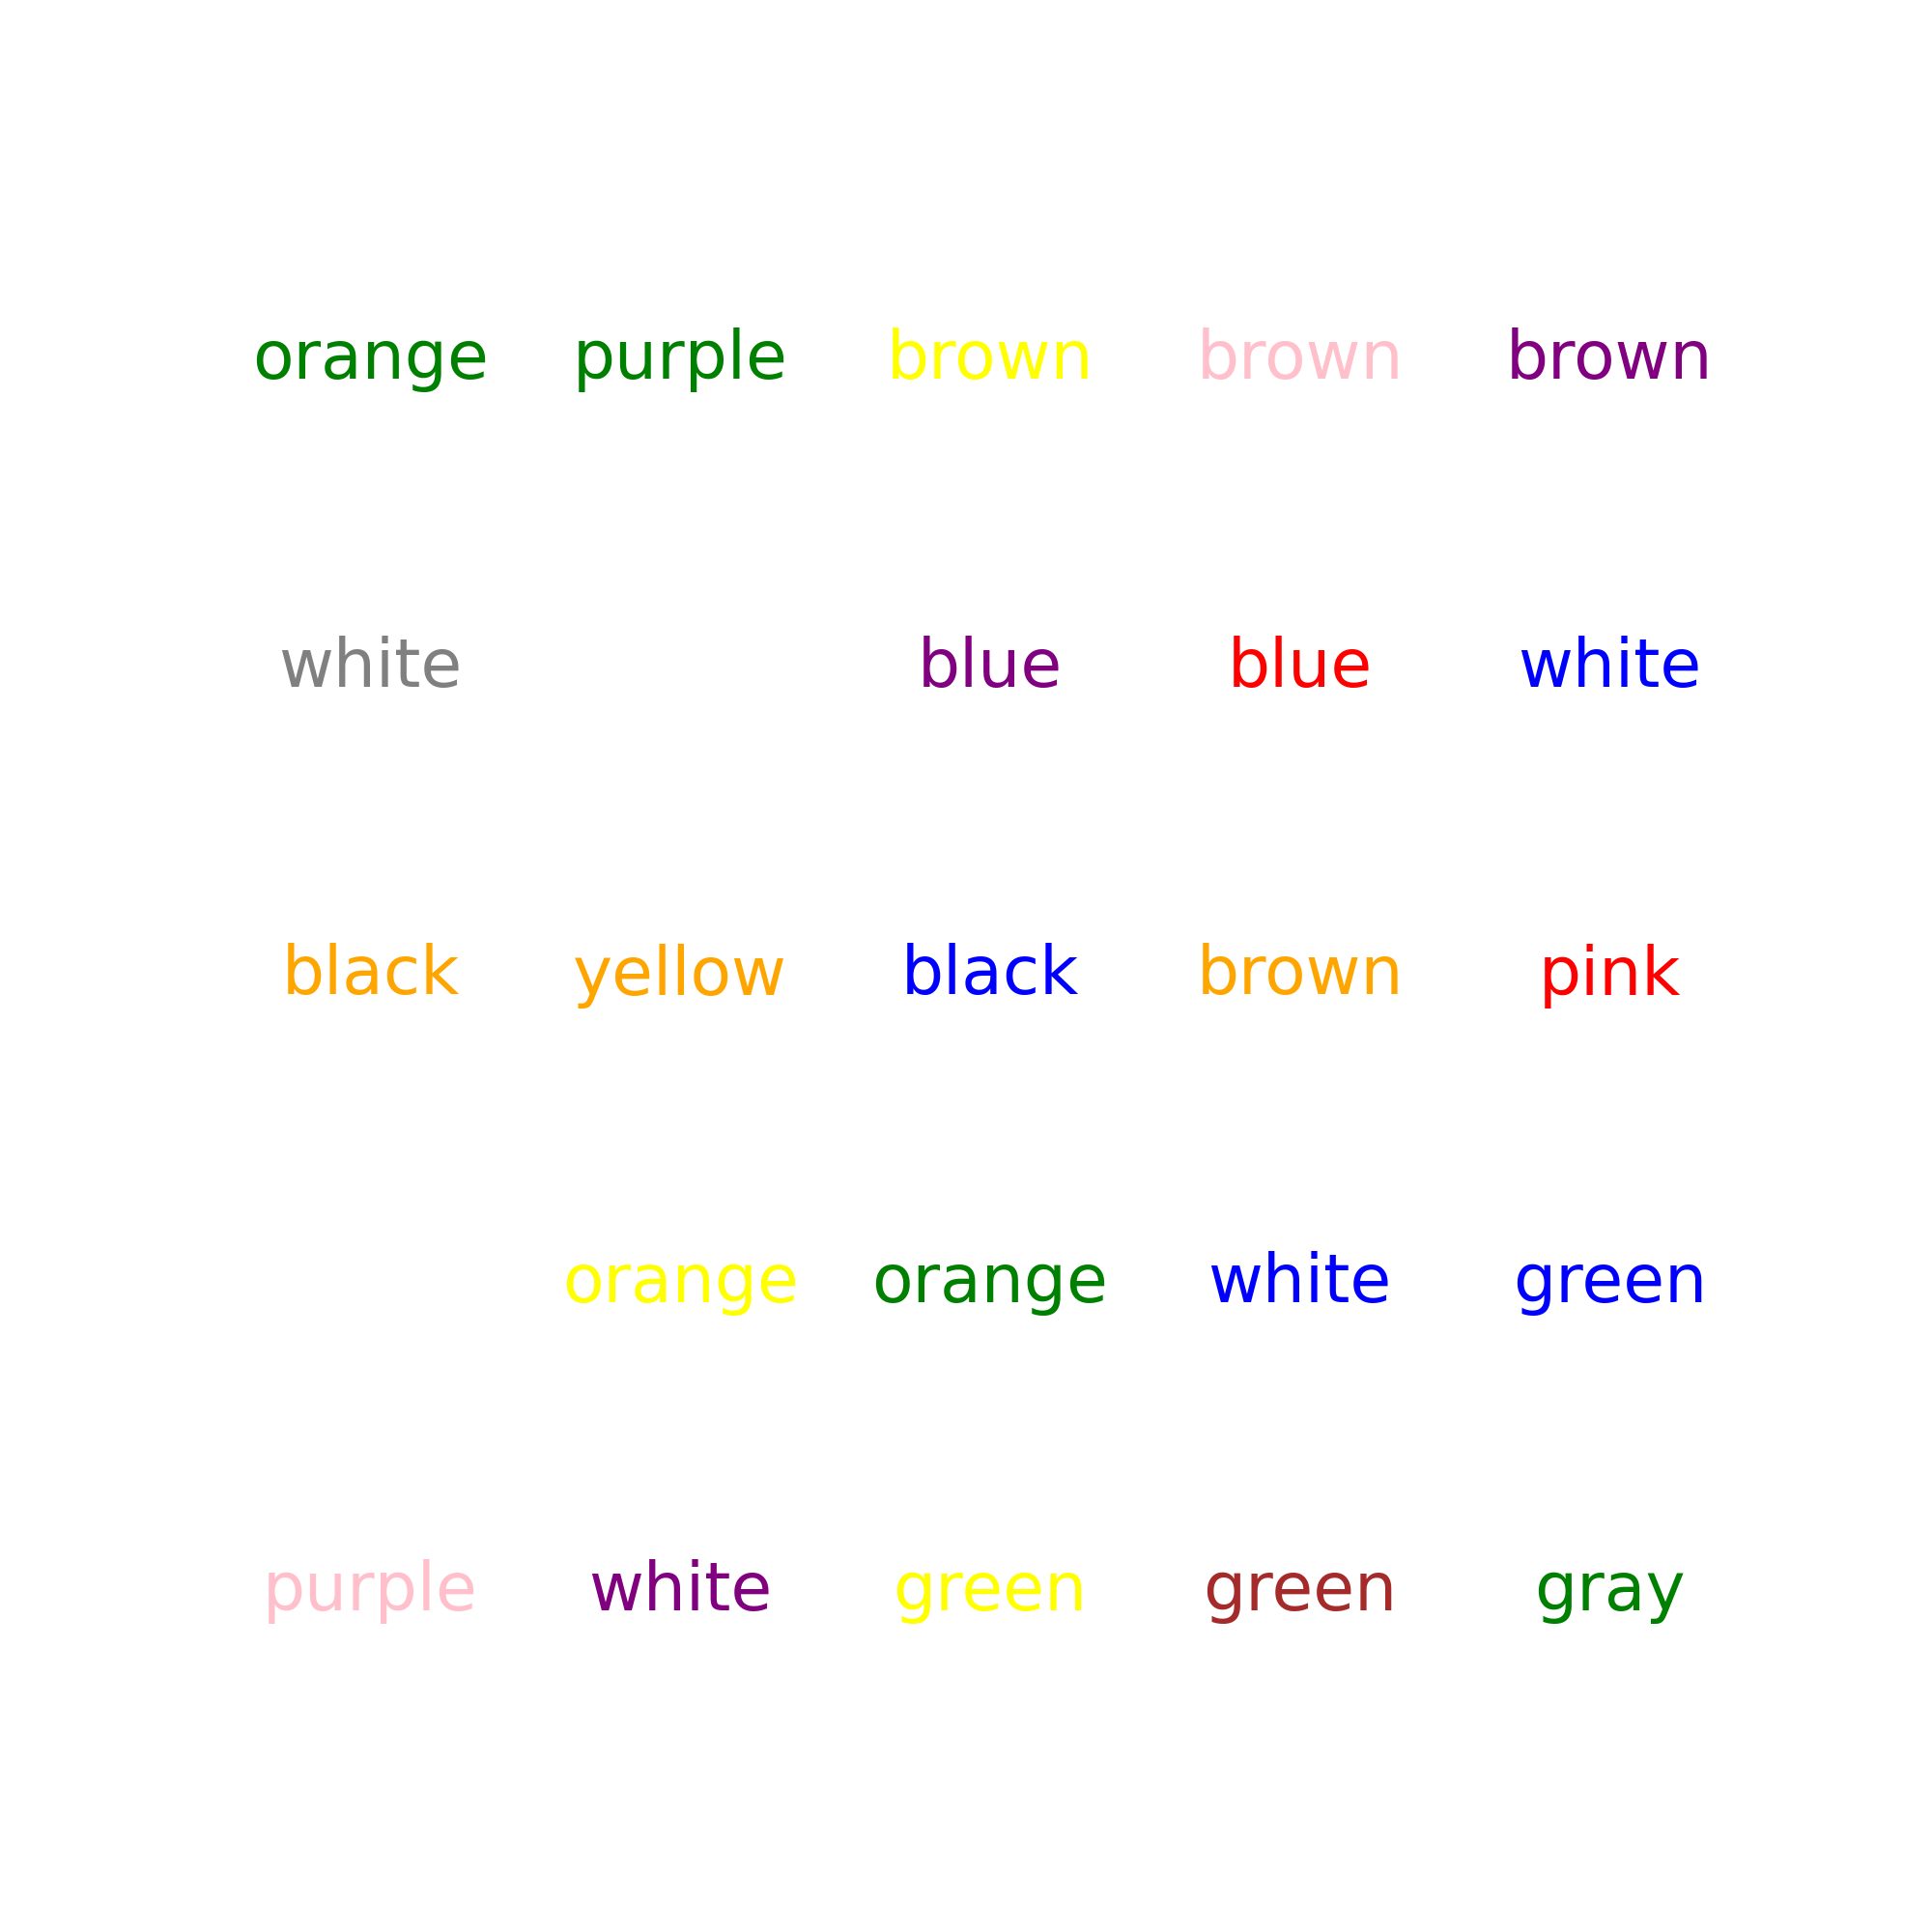 orange purple brown brown brown
white blue blue white
black yellow black brown pink
orange orange white green
purple white green green gray